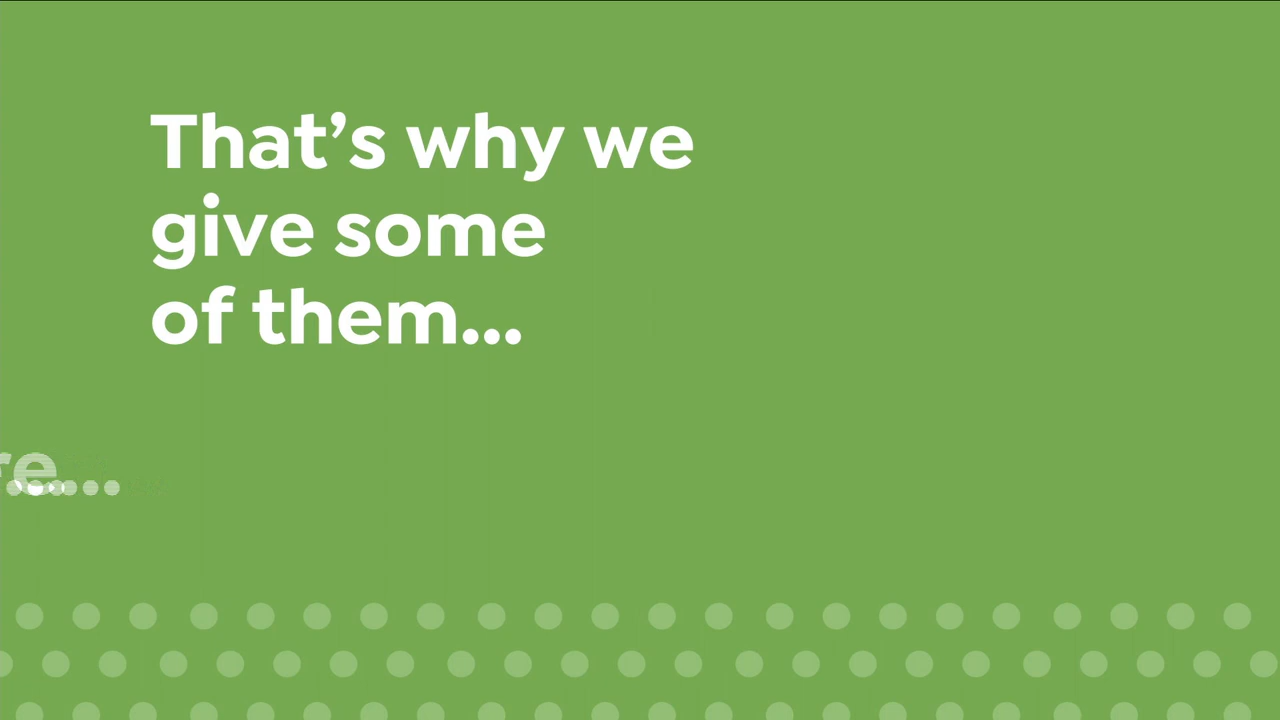 That’s why we
give some
of them...